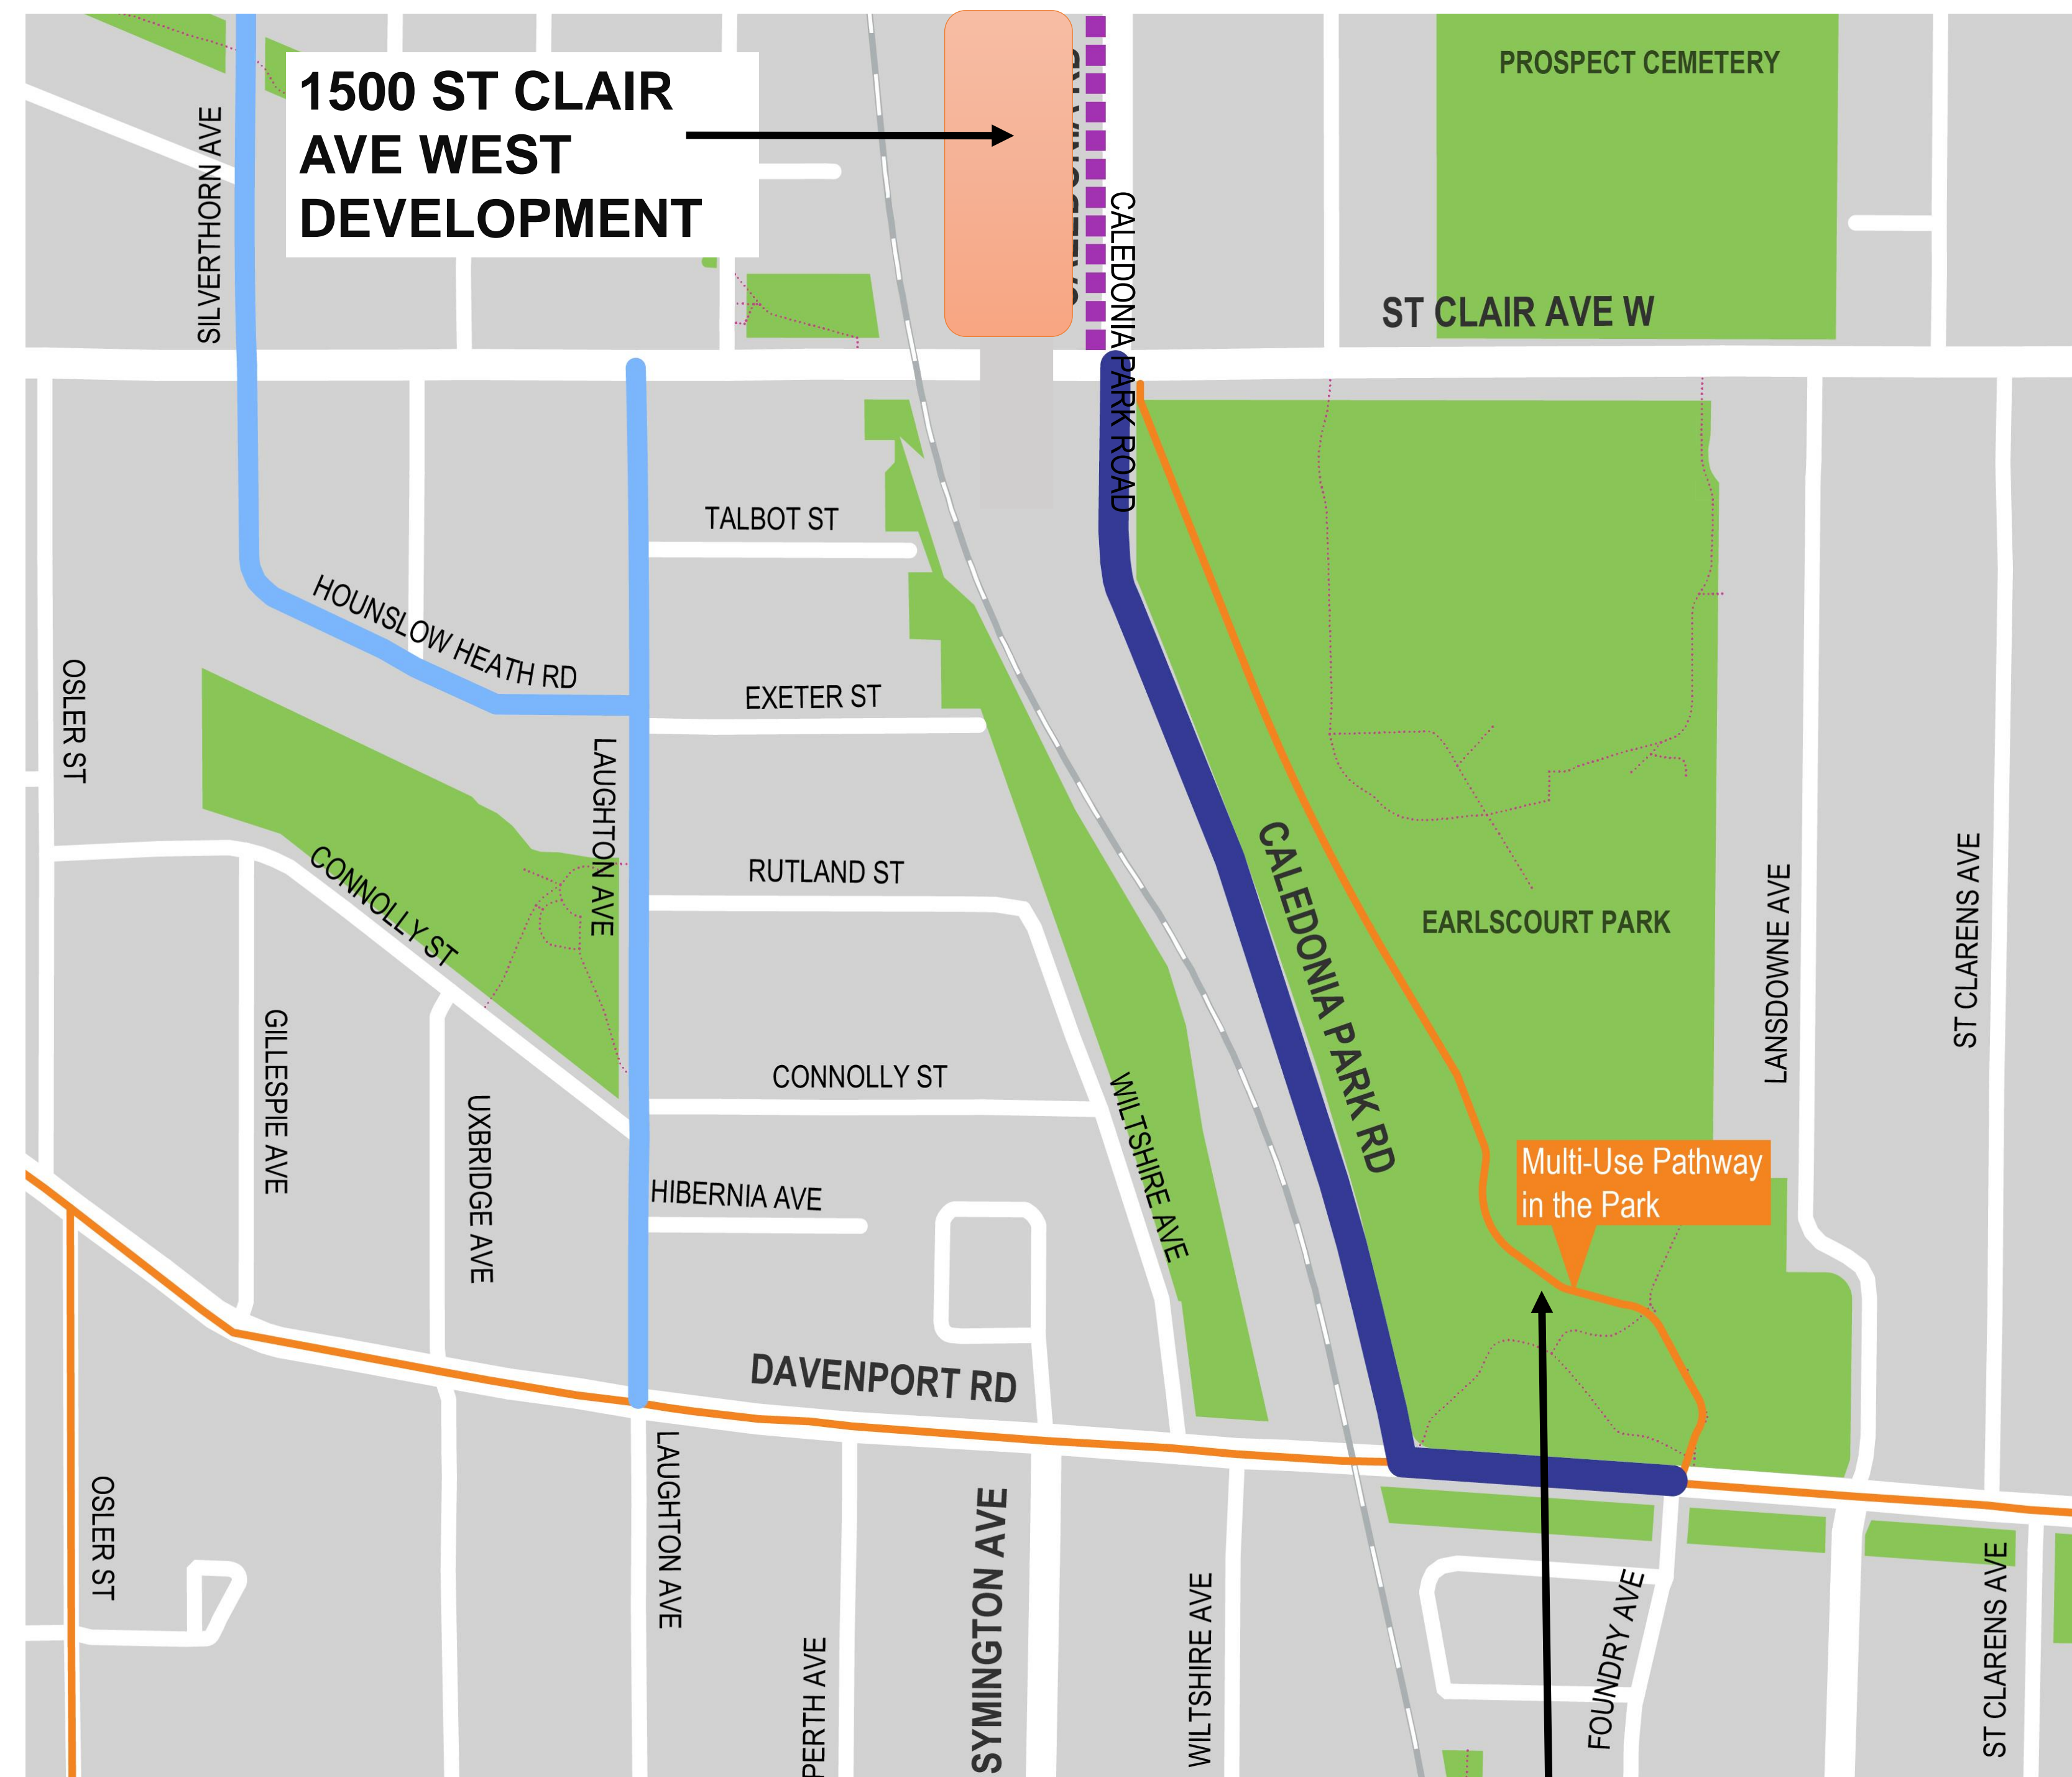 PROSPECT CEMETERY
1500 ST CLAIR
AVE WEST
DEVELOPMENT
SILVERTHORN AVE
CALEDONIA PARK ROAD
ST CLAIR AVE W
TALBOT ST
HOUNSLOW HEATH RD
EXETER ST
OSLER ST
LAUGHTON AVE
RUTLAND ST
CONNOLLY ST
CALEDONIA PARK RD
EARLSCOURT PARK
LANSDOWNE AVE
ST CLARENS AVE
GILLESPIE AVE
UXBRIDGE AVE
CONNOLLY ST
WILTSHIRE AVE
Multi-Use Pathway
in the Park
HIBERNIA AVE
DAVENPORT RD
OSLER ST
LAUGHTON AVE
PERTH AVE
SYMINGTON AVE
WILTSHIRE AVE
FOUNDRY AVE
ST CLARENS AVE